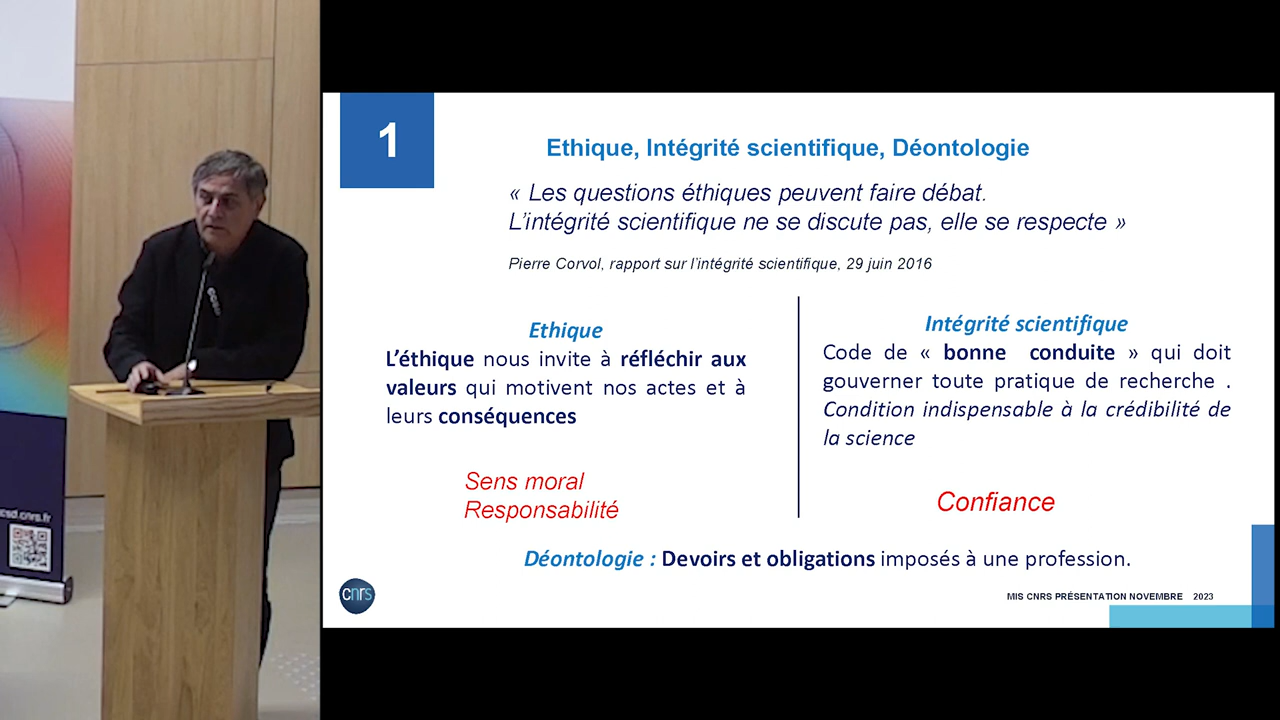 1
Ethique, Intégrité scientifique, Déontologie
« Les questions éthiques peuvent faire débat.
L’intégrité scientifique ne se discute pas, elle se respecte »
Pierre Corvol, rapport sur l’intégrité scientifique, 29 juin 2016
Ethique
L’éthique nous invite à réfléchir aux
valeurs qui motivent nos actes et à
leurs conséquences
Sens moral
Responsabilité
Intégrité scientifique
Code de « bonne conduite » qui doit
gouverner toute pratique de recherche .
Condition indispensable à la crédibilité de
la science
Confiance
Déontologie : Devoirs et obligations imposés à une profession.
cnrs
MIS CNRS PRÉSENTATION NOVEMBRE 2023
csd.cnrs.fr